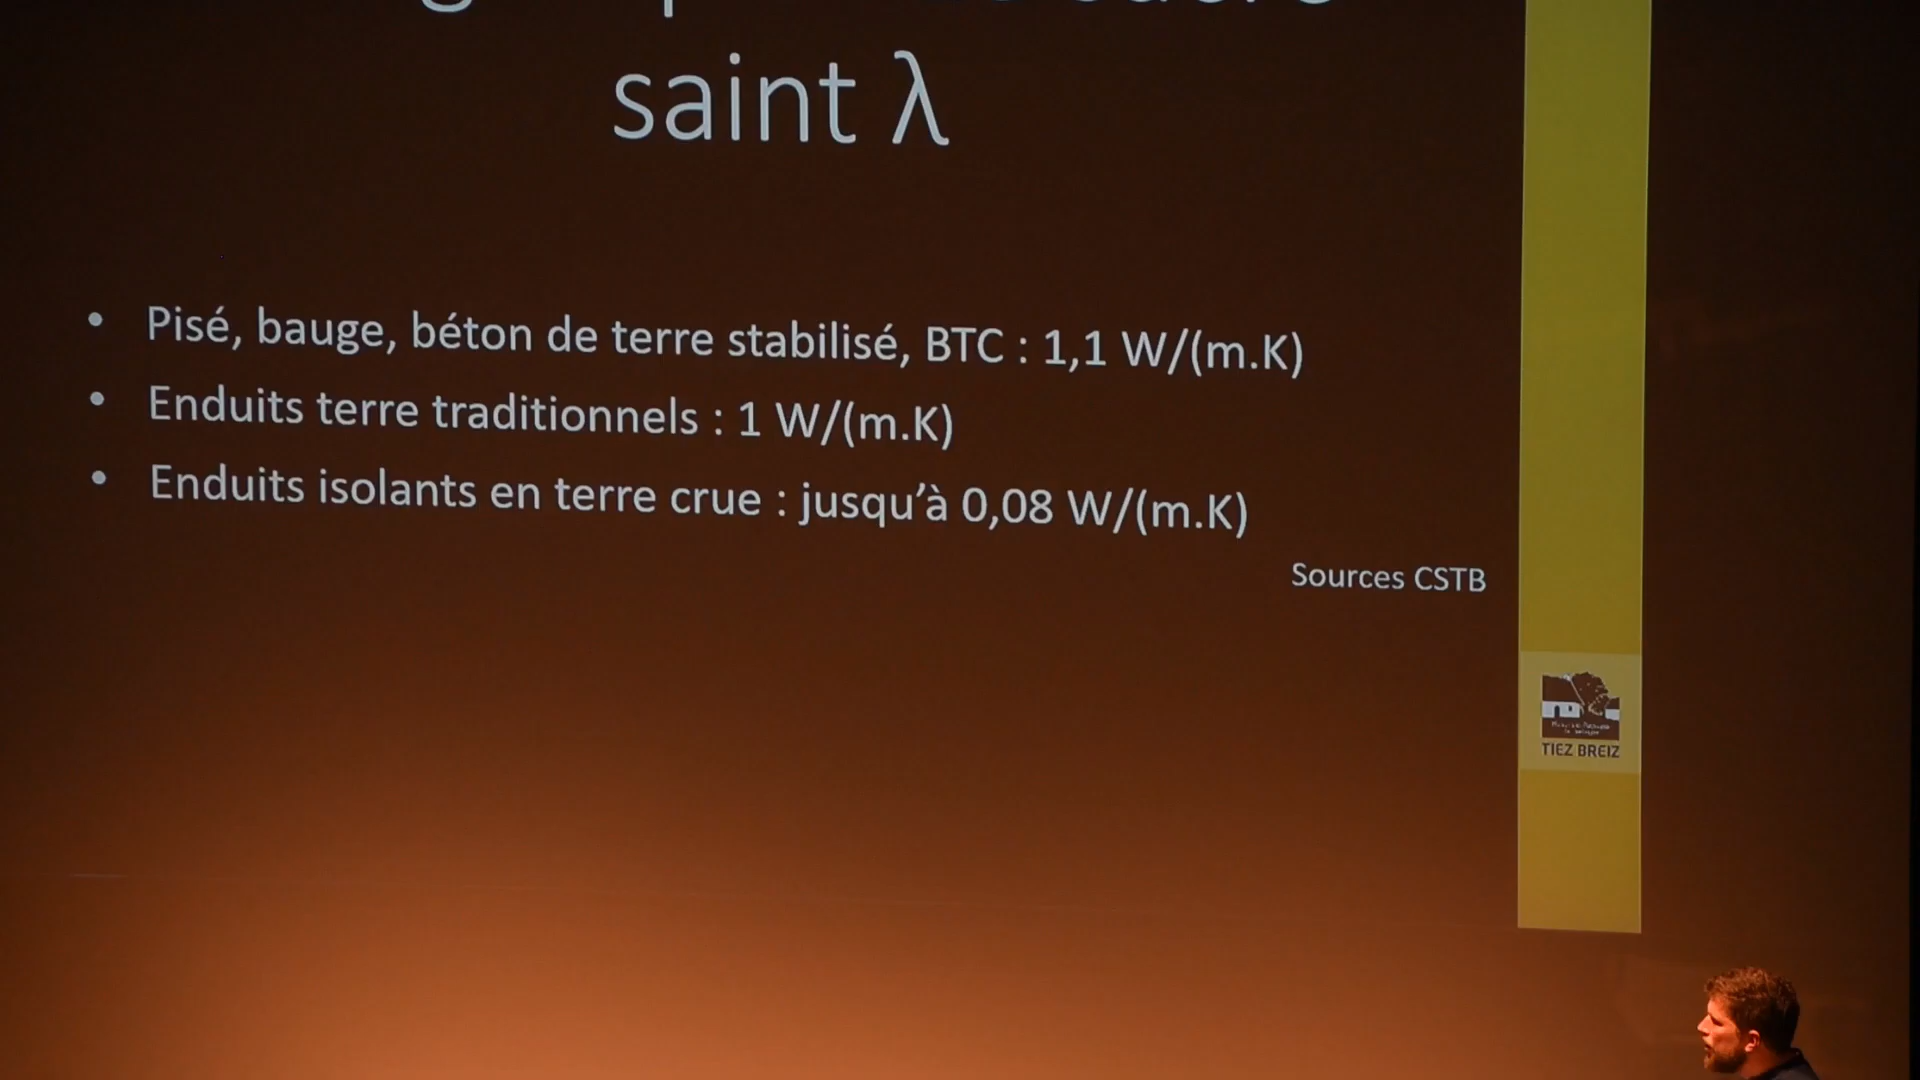 saint λ
• Pisé, bauge, béton de terre stabilisé, BTC : 1,1 W/(m.K)
• Enduits terre traditionnels : 1 W/(m.K)
• Enduits isolants en terre crue : jusqu’à 0,08 W/(m.K)
Sources CSTB
TIEZ BREIZ